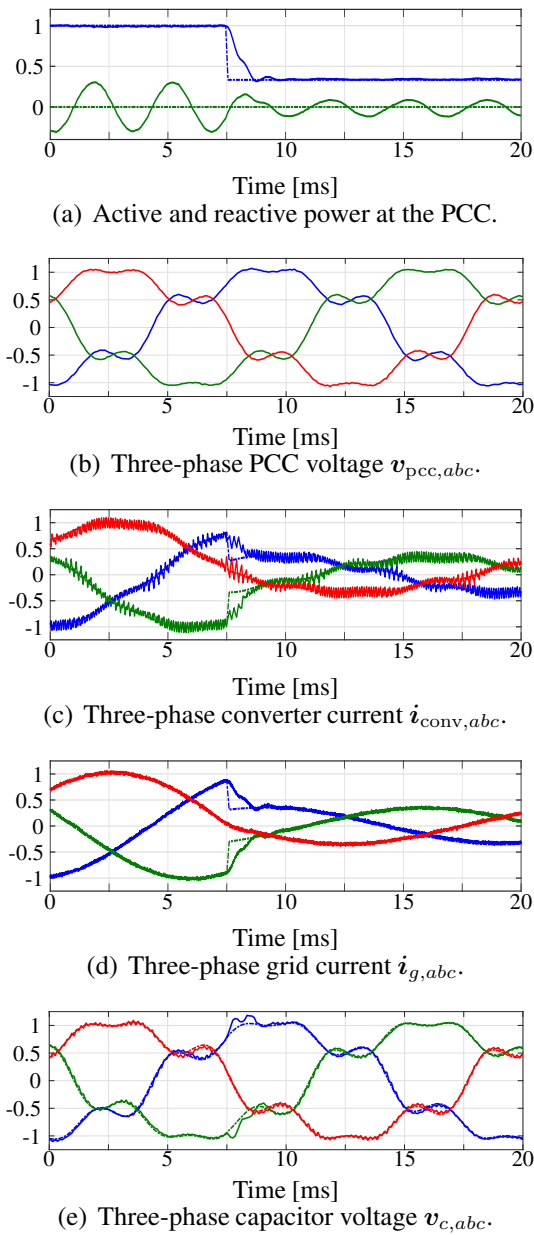 1
0.5
0
0 5 10 15 20
Time [ms]
(a) Active and reactive power at the PCC.
1
0.5
0
-0.5
-1
0 5 10 15 20
Time [ms]
(b) Three-phase PCC voltage v_pcc,abc.
1
0.5
0
-0.5
-1
0 5 10 15 20
Time [ms]
(c) Three-phase converter current i_conv,abc.
1
0.5
0
-0.5
-1
0 5 10 15 20
Time [ms]
(d) Three-phase grid current i_g,abc.
1
0.5
0
-0.5
-1
0 5 10 15 20
Time [ms]
(e) Three-phase capacitor voltage v_c,abc.